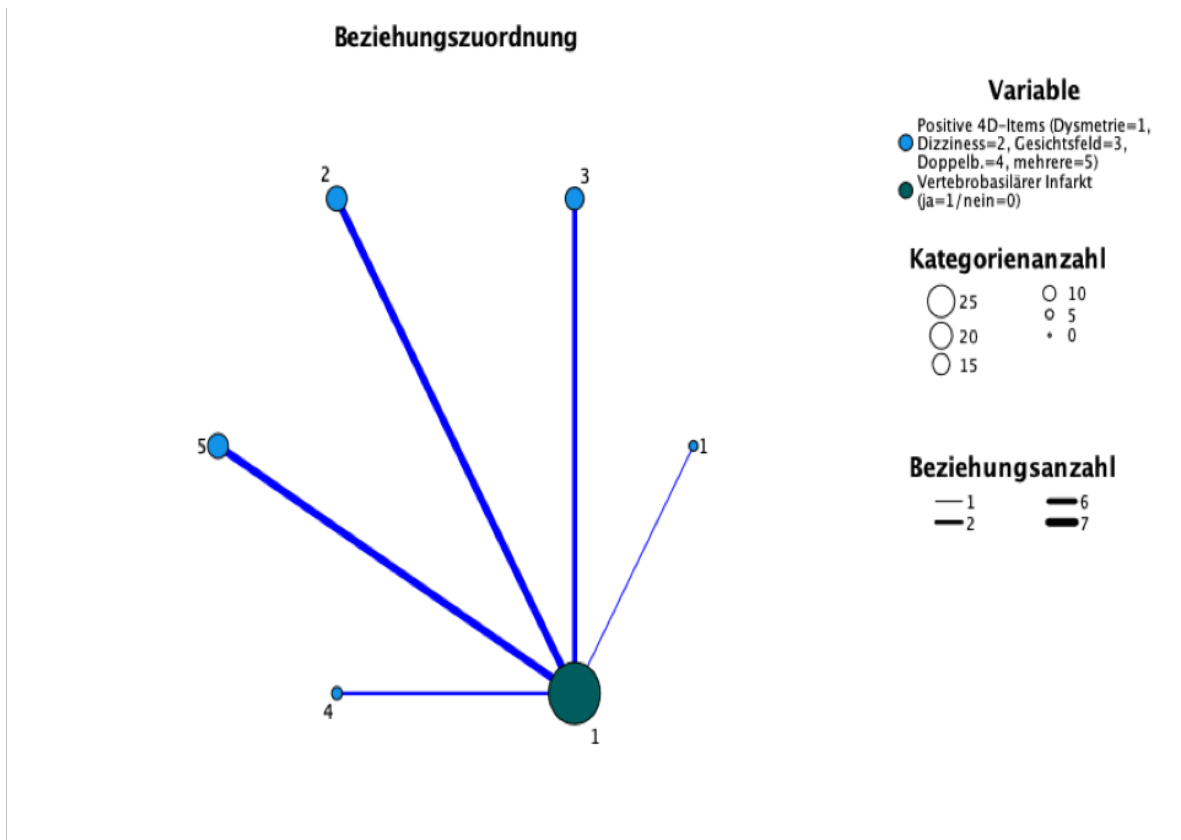 Beziehungszuordnung
2
3
5
1
4
1
Variable
Positive 4D-Items (Dysmetrie=1,
Dizziness=2, Gesichtsfeld=3,
Doppelb.=4, mehrere=5)
Vertebrobasilärer Infarkt
(ja=1/nein=0)
Kategorienanzahl
25
10
20
5
15
0
Beziehungsanzahl
1
6
2
7